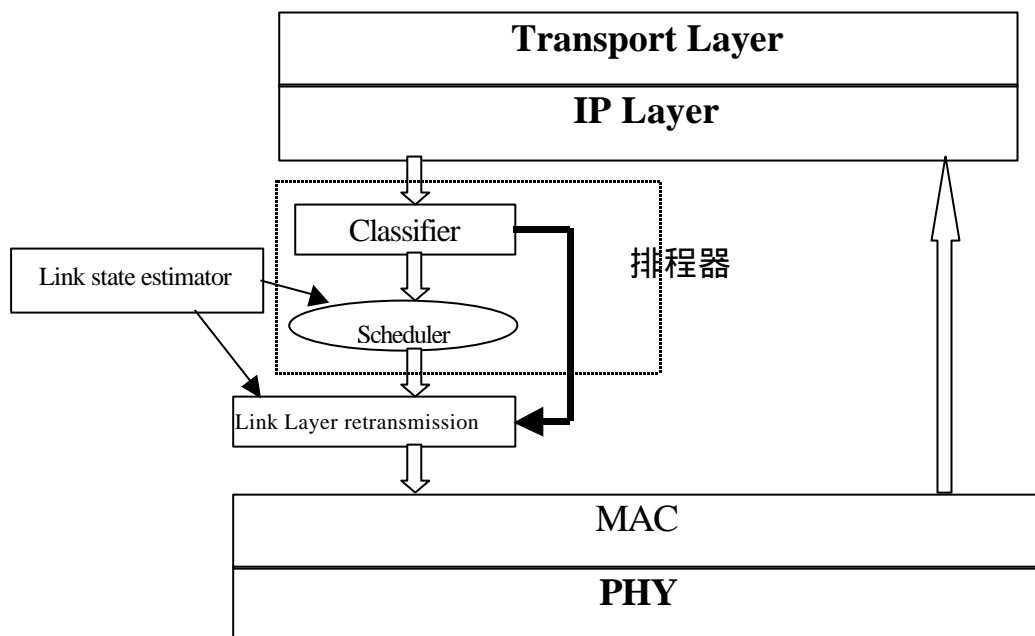 Transport Layer
IP Layer
Classifier
排程器
Link state estimator
Scheduler
Link Layer retransmission
MAC
PHY